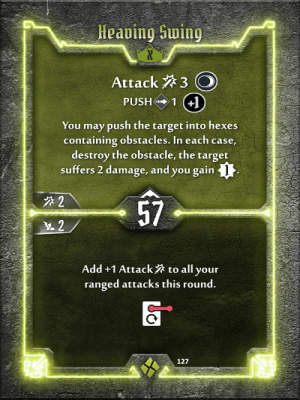 Heaving Swing
X
Attack 3
PUSH 1 +1
You may push the target into hexes
containing obstacles. In each case,
destroy the obstacle, the target
suffers 2 damage, and you gain 1.
2
57
2
Add +1 Attack to all your
ranged attacks this round.
127